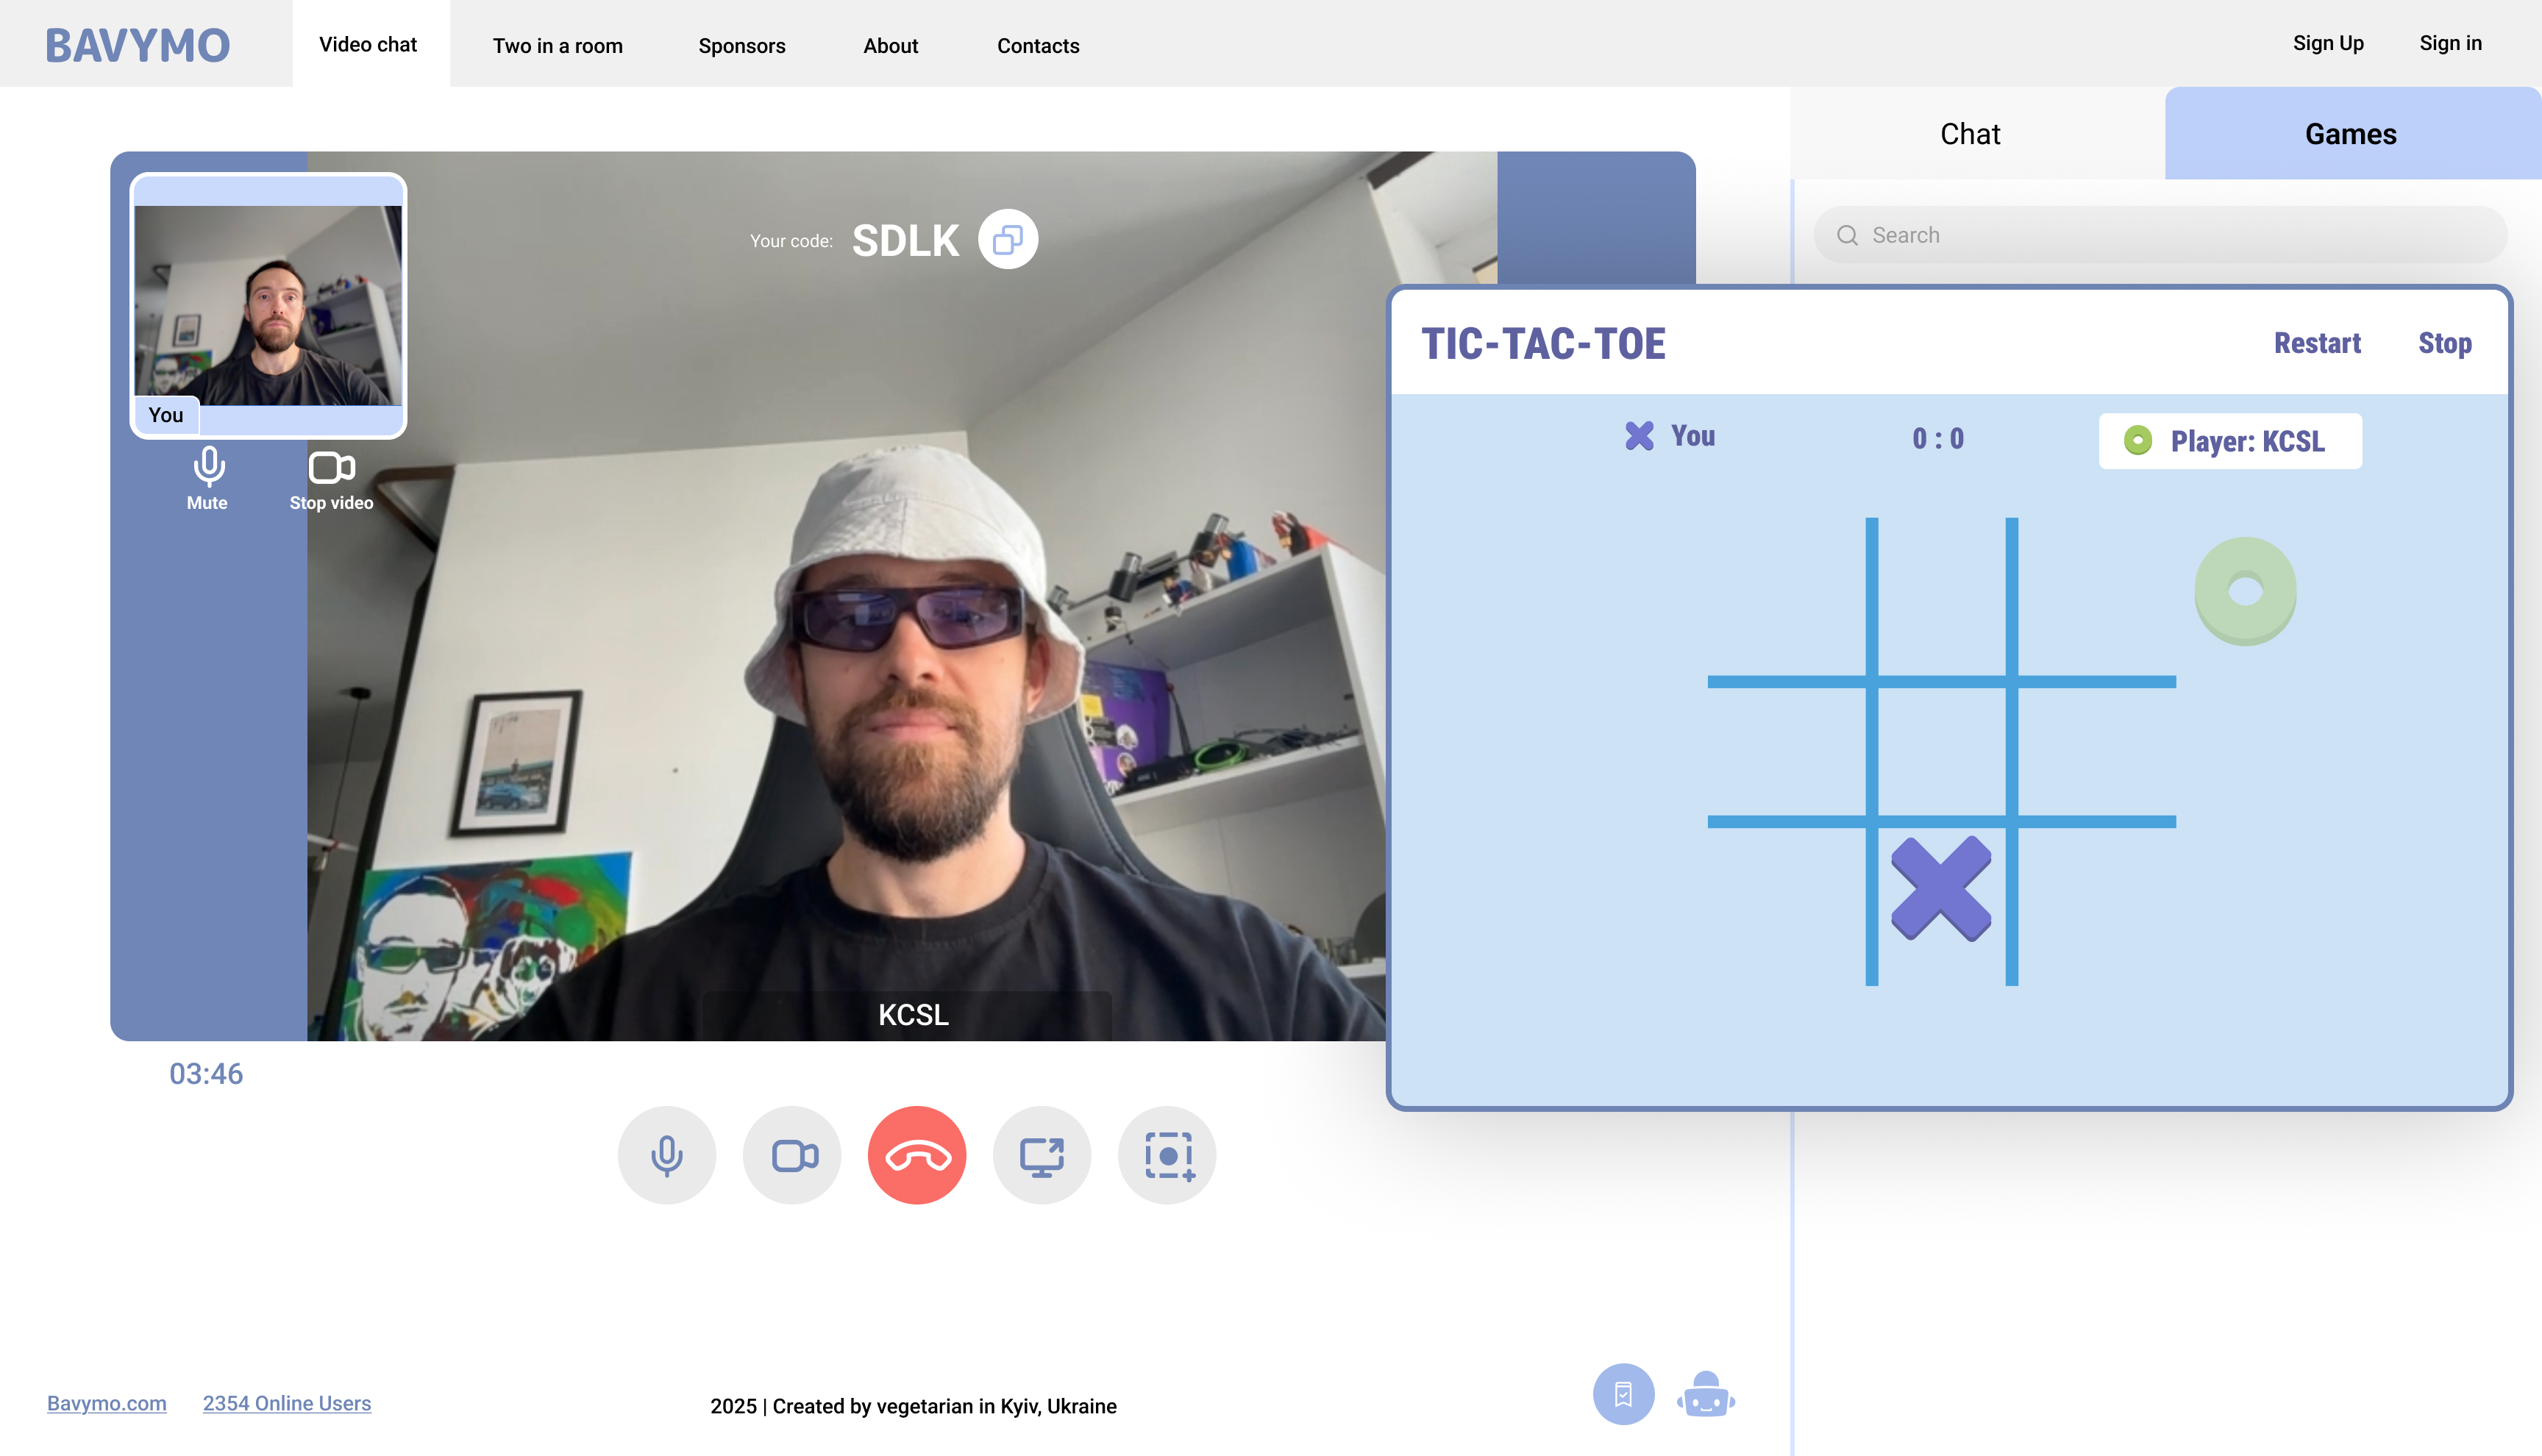 BAVYMO
Video chat
Two in a room
Sponsors
About
Contacts
Sign Up
Sign in
Chat
Games
Search
Your code: SDLK
You
Mute
Stop video
KCSL
03:46
TIC-TAC-TOE
Restart
Stop
You
0 : 0
Player: KCSL
Bavymo.com
2354 Online Users
2025 | Created by vegetarian in Kyiv, Ukraine